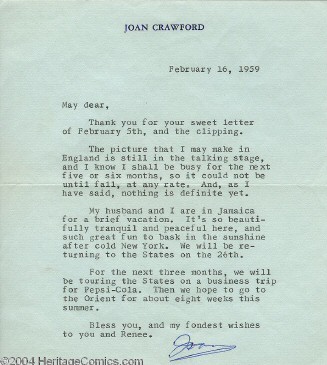 JOAN CRAWFORD
February 16, 1959
May dear,
Thank you for your sweet letter
of February 5th, and the clipping.
The picture that I may make in
England is still in the talking stage,
and I know I shall be busy for the next
five or six months, so it could not be
until fall, at any rate. And, as I
have said, nothing is definite yet.
My husband and I are in Jamaica
for a brief vacation. It's so beauti-
fully tranquil and peaceful here, and
such great fun to bask in the sunshine
after cold New York. We will be re-
turning to the States on the 26th.
For the next three months, we will
be touring the States on a business trip
for Pepsi-Cola. Then we hope to go to
the Orient for about eight weeks this
summer.
Bless you, and my fondest wishes
to you and Renee.
Joan
©2004 HeritageComics.com